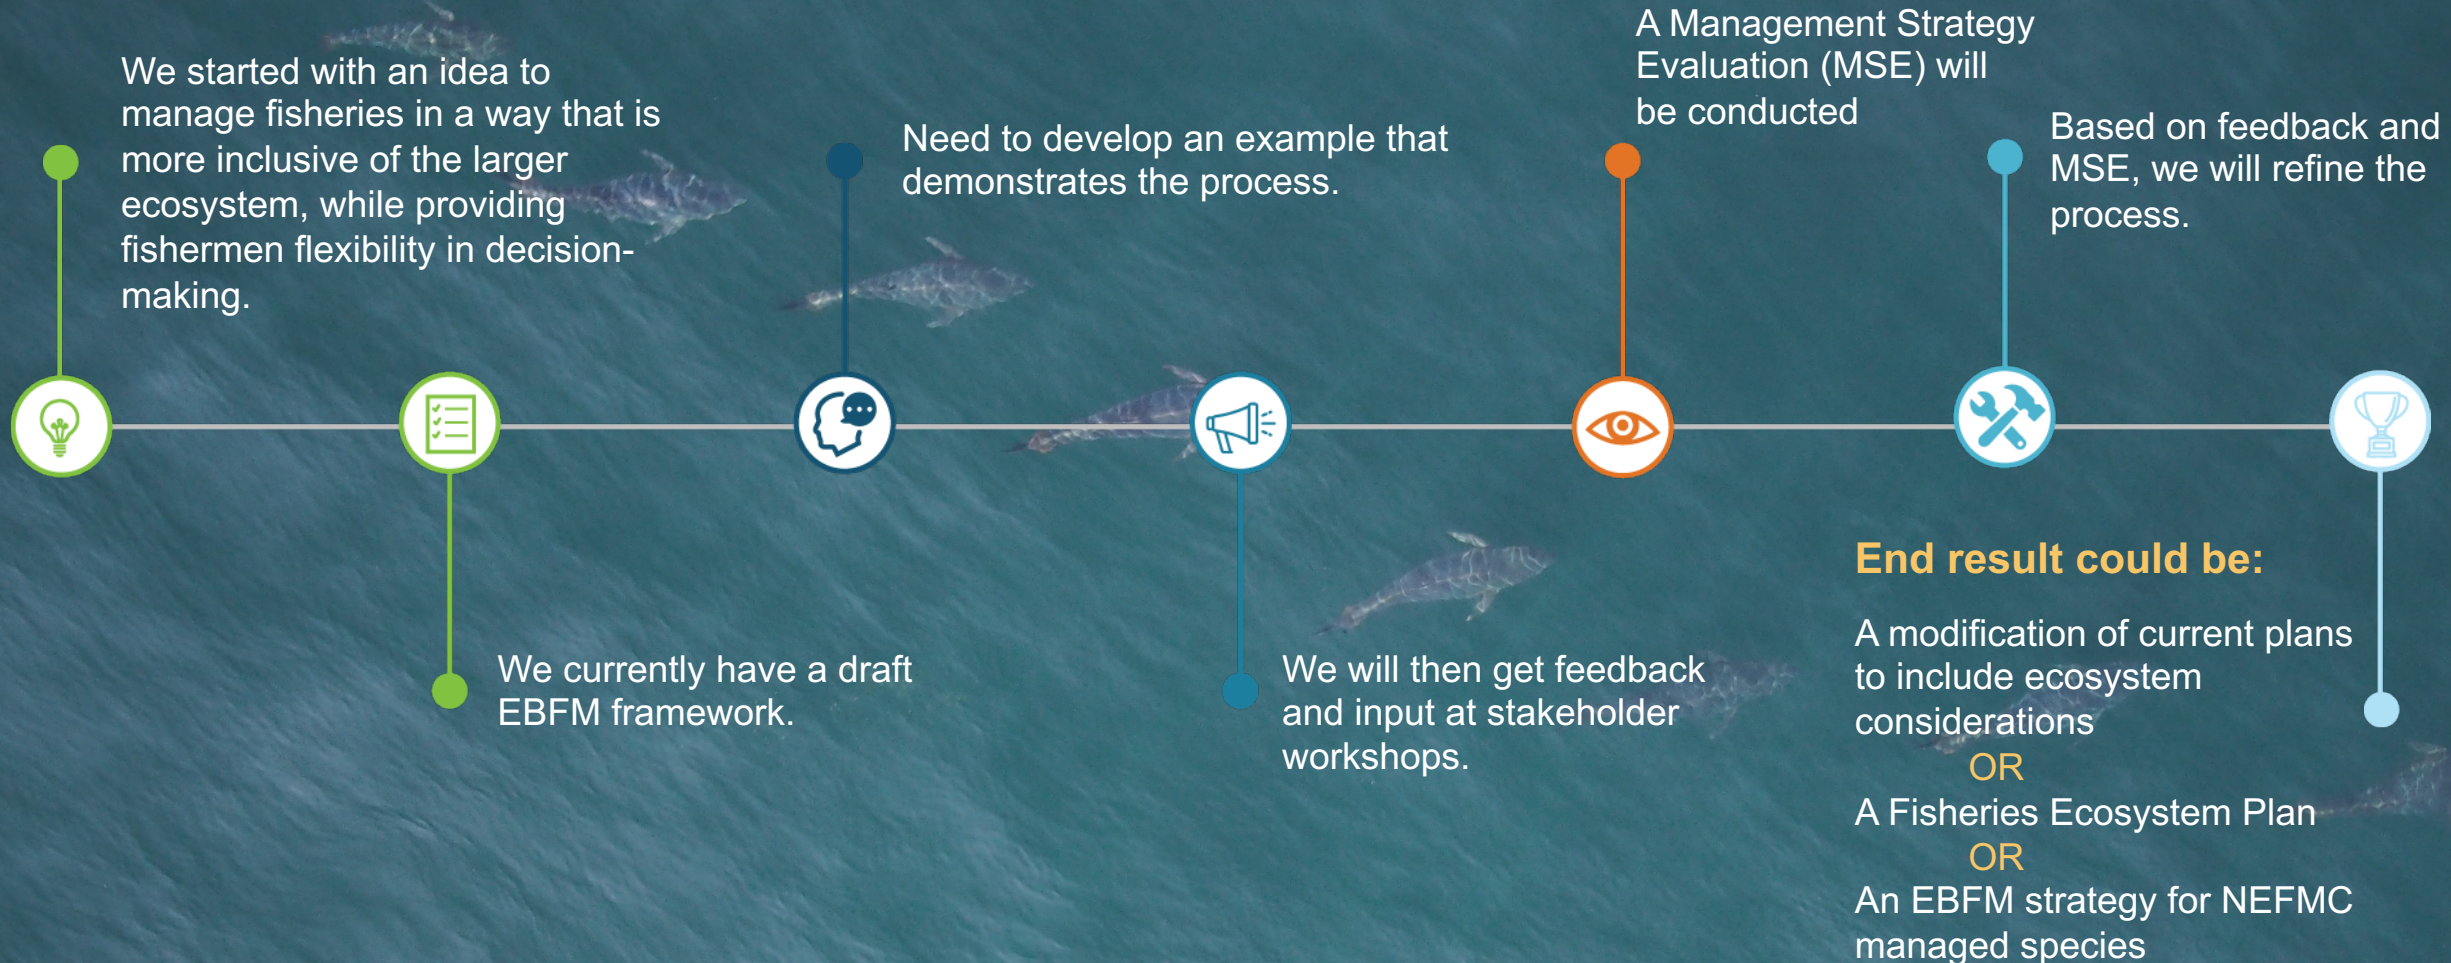 We started with an idea to
manage fisheries in a way that is
more inclusive of the larger
ecosystem, while providing
fishermen flexibility in decision-
making.
We currently have a draft
EBFM framework.
Need to develop an example that
demonstrates the process.
We will then get feedback
and input at stakeholder
workshops.
A Management Strategy
Evaluation (MSE) will
be conducted
Based on feedback and
MSE, we will refine the
process.
End result could be:
A modification of current plans
to include ecosystem
considerations
OR
A Fisheries Ecosystem Plan
OR
An EBFM strategy for NEFMC
managed species